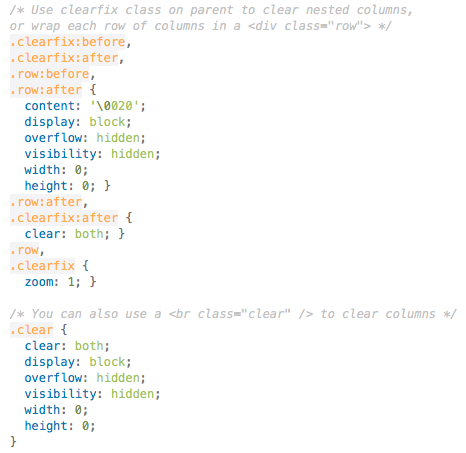 /* Use clearfix class on parent to clear nested columns,
or wrap each row of columns in a <div class="row"> */
.clearfix:before,
.clearfix:after,
.row:before,
.row:after {
  content: '\0020';
  display: block;
  overflow: hidden;
  visibility: hidden;
  width: 0;
  height: 0; }
.row:after,
.clearfix:after {
  clear: both; }
.row,
.clearfix {
  zoom: 1; }

/* You can also use a <br class="clear" /> to clear columns */
.clear {
  clear: both;
  display: block;
  overflow: hidden;
  visibility: hidden;
  width: 0;
  height: 0;
}